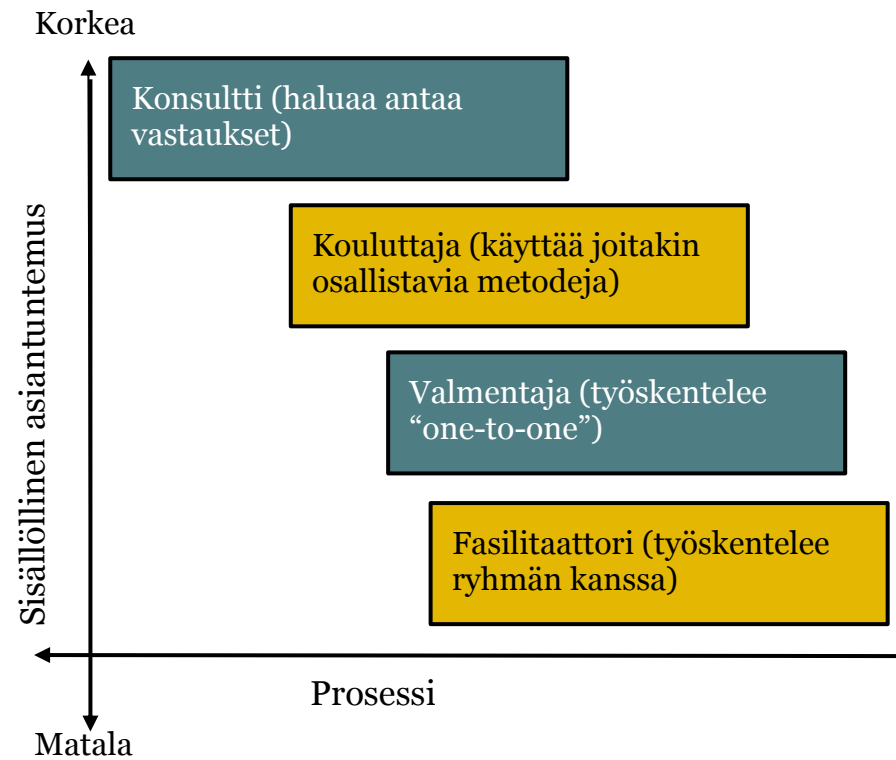 Korkea
Konsultti (haluaa antaa
vastaukset)
Sisällöllinen asiantuntemus
Kouluttaja (käyttää joitakin
osallistavia metodeja)
Valmentaja (työskentelee
“one-to-one”)
Fasilitaattori (työskentelee
ryhmän kanssa)
Prosessi
Matala